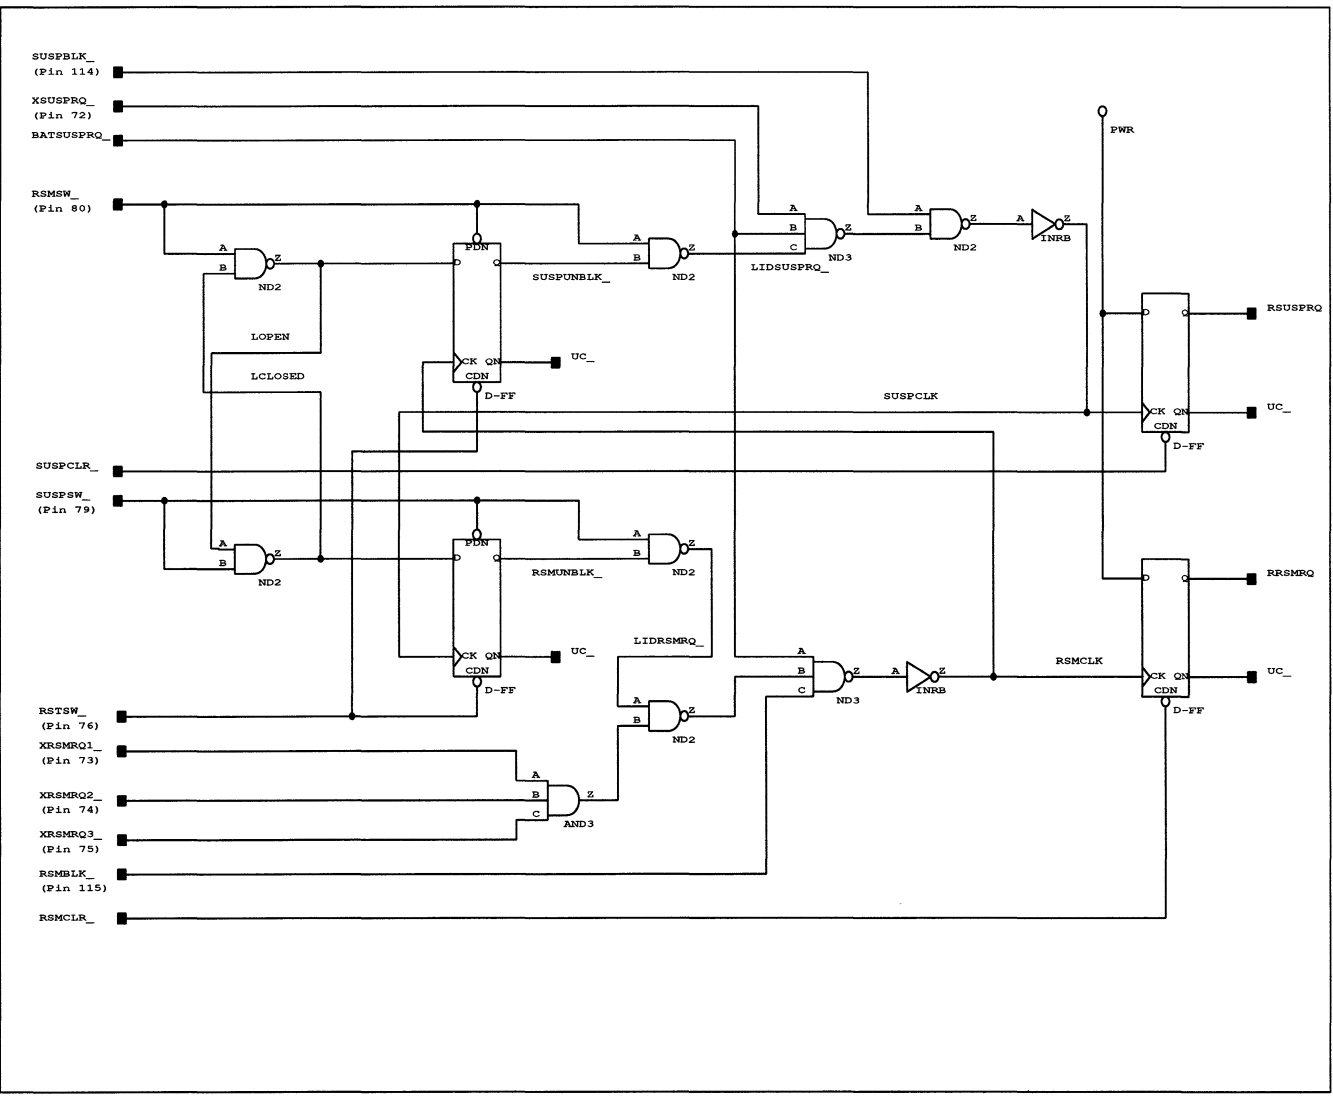 SUSPBLK_
(Pin 114)
XSUSPRQ_
(Pin 72)
BATSUSPRQ_
PWR
RSMSW_
(Pin 80)
A
B
Z
ND2
PDN
D
Q
CK
QN
CDN
D-FF
SUSPUNBLK_
UC_
A
B
Z
ND2
A
B
C
Z
ND3
LIDSUSPRQ_
A
B
Z
ND2
A
Z
INRB
LOPEN
LCLOSED
SUSPCLK
D
Q
CK
QN
CDN
D-FF
RSUSPRQ
UC_
SUSPCLR_
SUSPSW_
(Pin 79)
A
B
Z
ND2
PDN
D
Q
CK
QN
CDN
D-FF
RSMUNBLK_
UC_
A
B
Z
ND2
LIDRSMRQ_
A
B
Z
ND2
A
B
C
Z
ND3
A
Z
INRB
RSMCLK
D
Q
CK
QN
CDN
D-FF
RRSMRQ
UC_
RSTSW_
(Pin 76)
XRSMRQ1_
(Pin 73)
XRSMRQ2_
(Pin 74)
XRSMRQ3_
(Pin 75)
A
B
C
Z
AND3
RSMBLK_
(Pin 115)
RSMCLR_